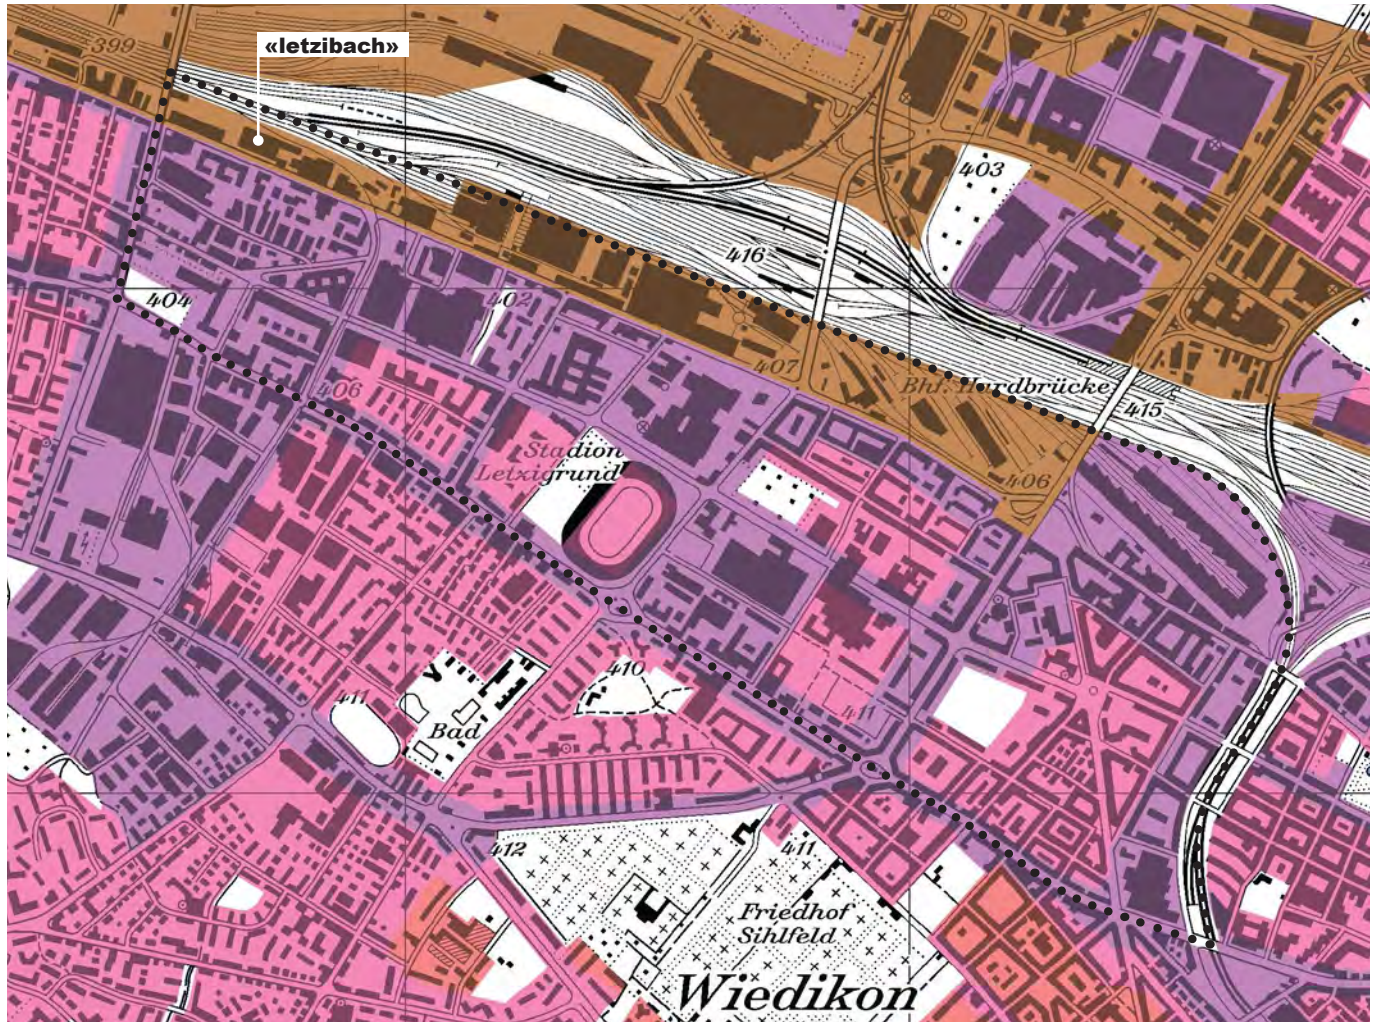 399
«letzibach»
403
416
404
402
407
Bhf. Hardbrücke
415
406
Stadion
Letzigrund
406
410
411
411
Bad
412
411
Friedhof
Sihlfeld
Wiedikon